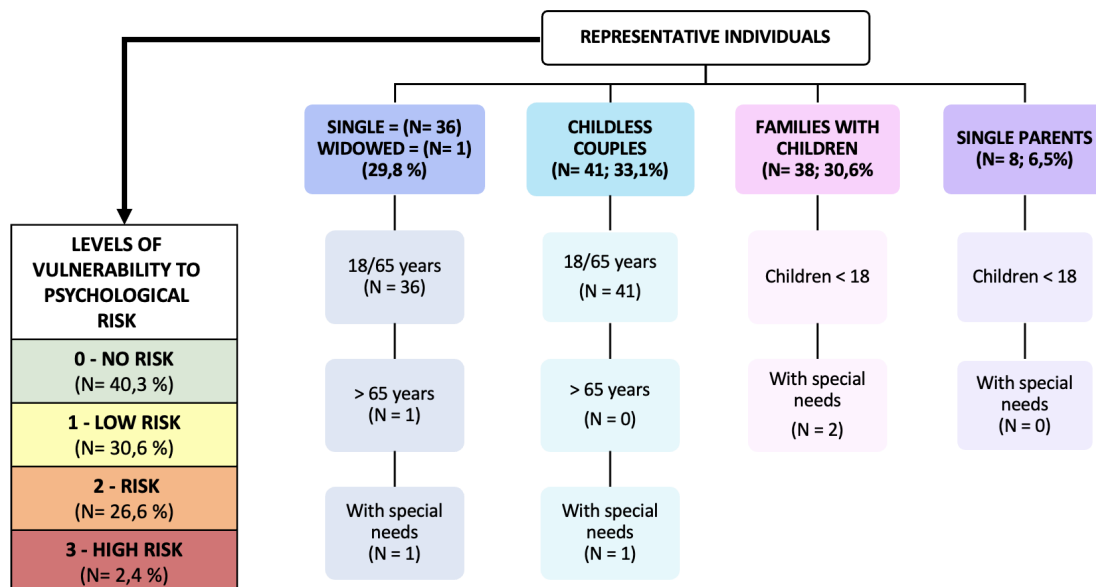 REPRESENTATIVE INDIVIDUALS
SINGLE = (N= 36)
WIDOWED = (N= 1)
(29,8 %)
CHILDLESS
COUPLES
(N= 41; 33,1%)
FAMILIES WITH
CHILDREN
(N= 38; 30,6%
SINGLE PARENTS
(N= 8; 6,5%)
LEVELS OF
VULNERABILITY TO
PSYCHOLOGICAL
RISK
0 - NO RISK
(N= 40,3 %)
1 - LOW RISK
(N= 30,6 %)
2 - RISK
(N= 26,6 %)
3 - HIGH RISK
(N= 2,4 %)
18/65 years
(N = 36)
> 65 years
(N = 1)
With special
needs
(N = 1)
18/65 years
(N = 41)
> 65 years
(N = 0)
With special
needs
(N = 1)
Children < 18
With special
needs
(N = 2)
Children < 18
With special
needs
(N = 0)